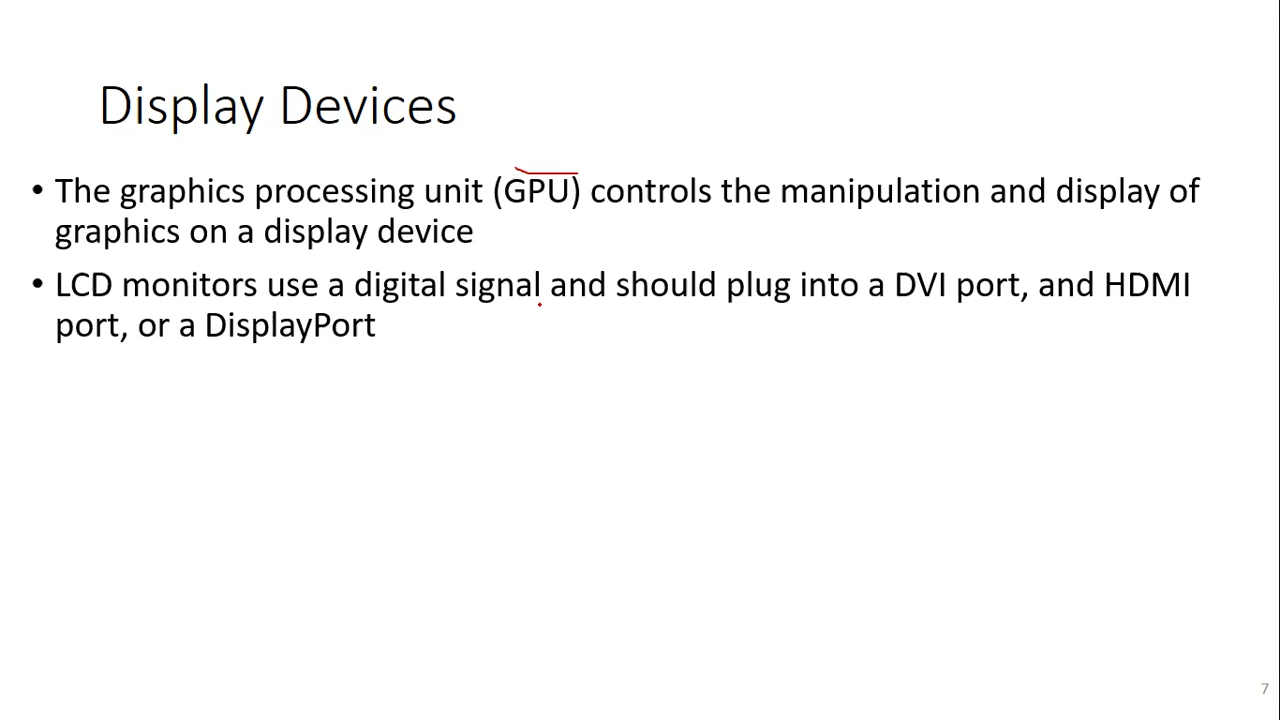 Display Devices
• The graphics processing unit (GPU) controls the manipulation and display of
graphics on a display device
• LCD monitors use a digital signal and should plug into a DVI port, and HDMI
port, or a DisplayPort
7